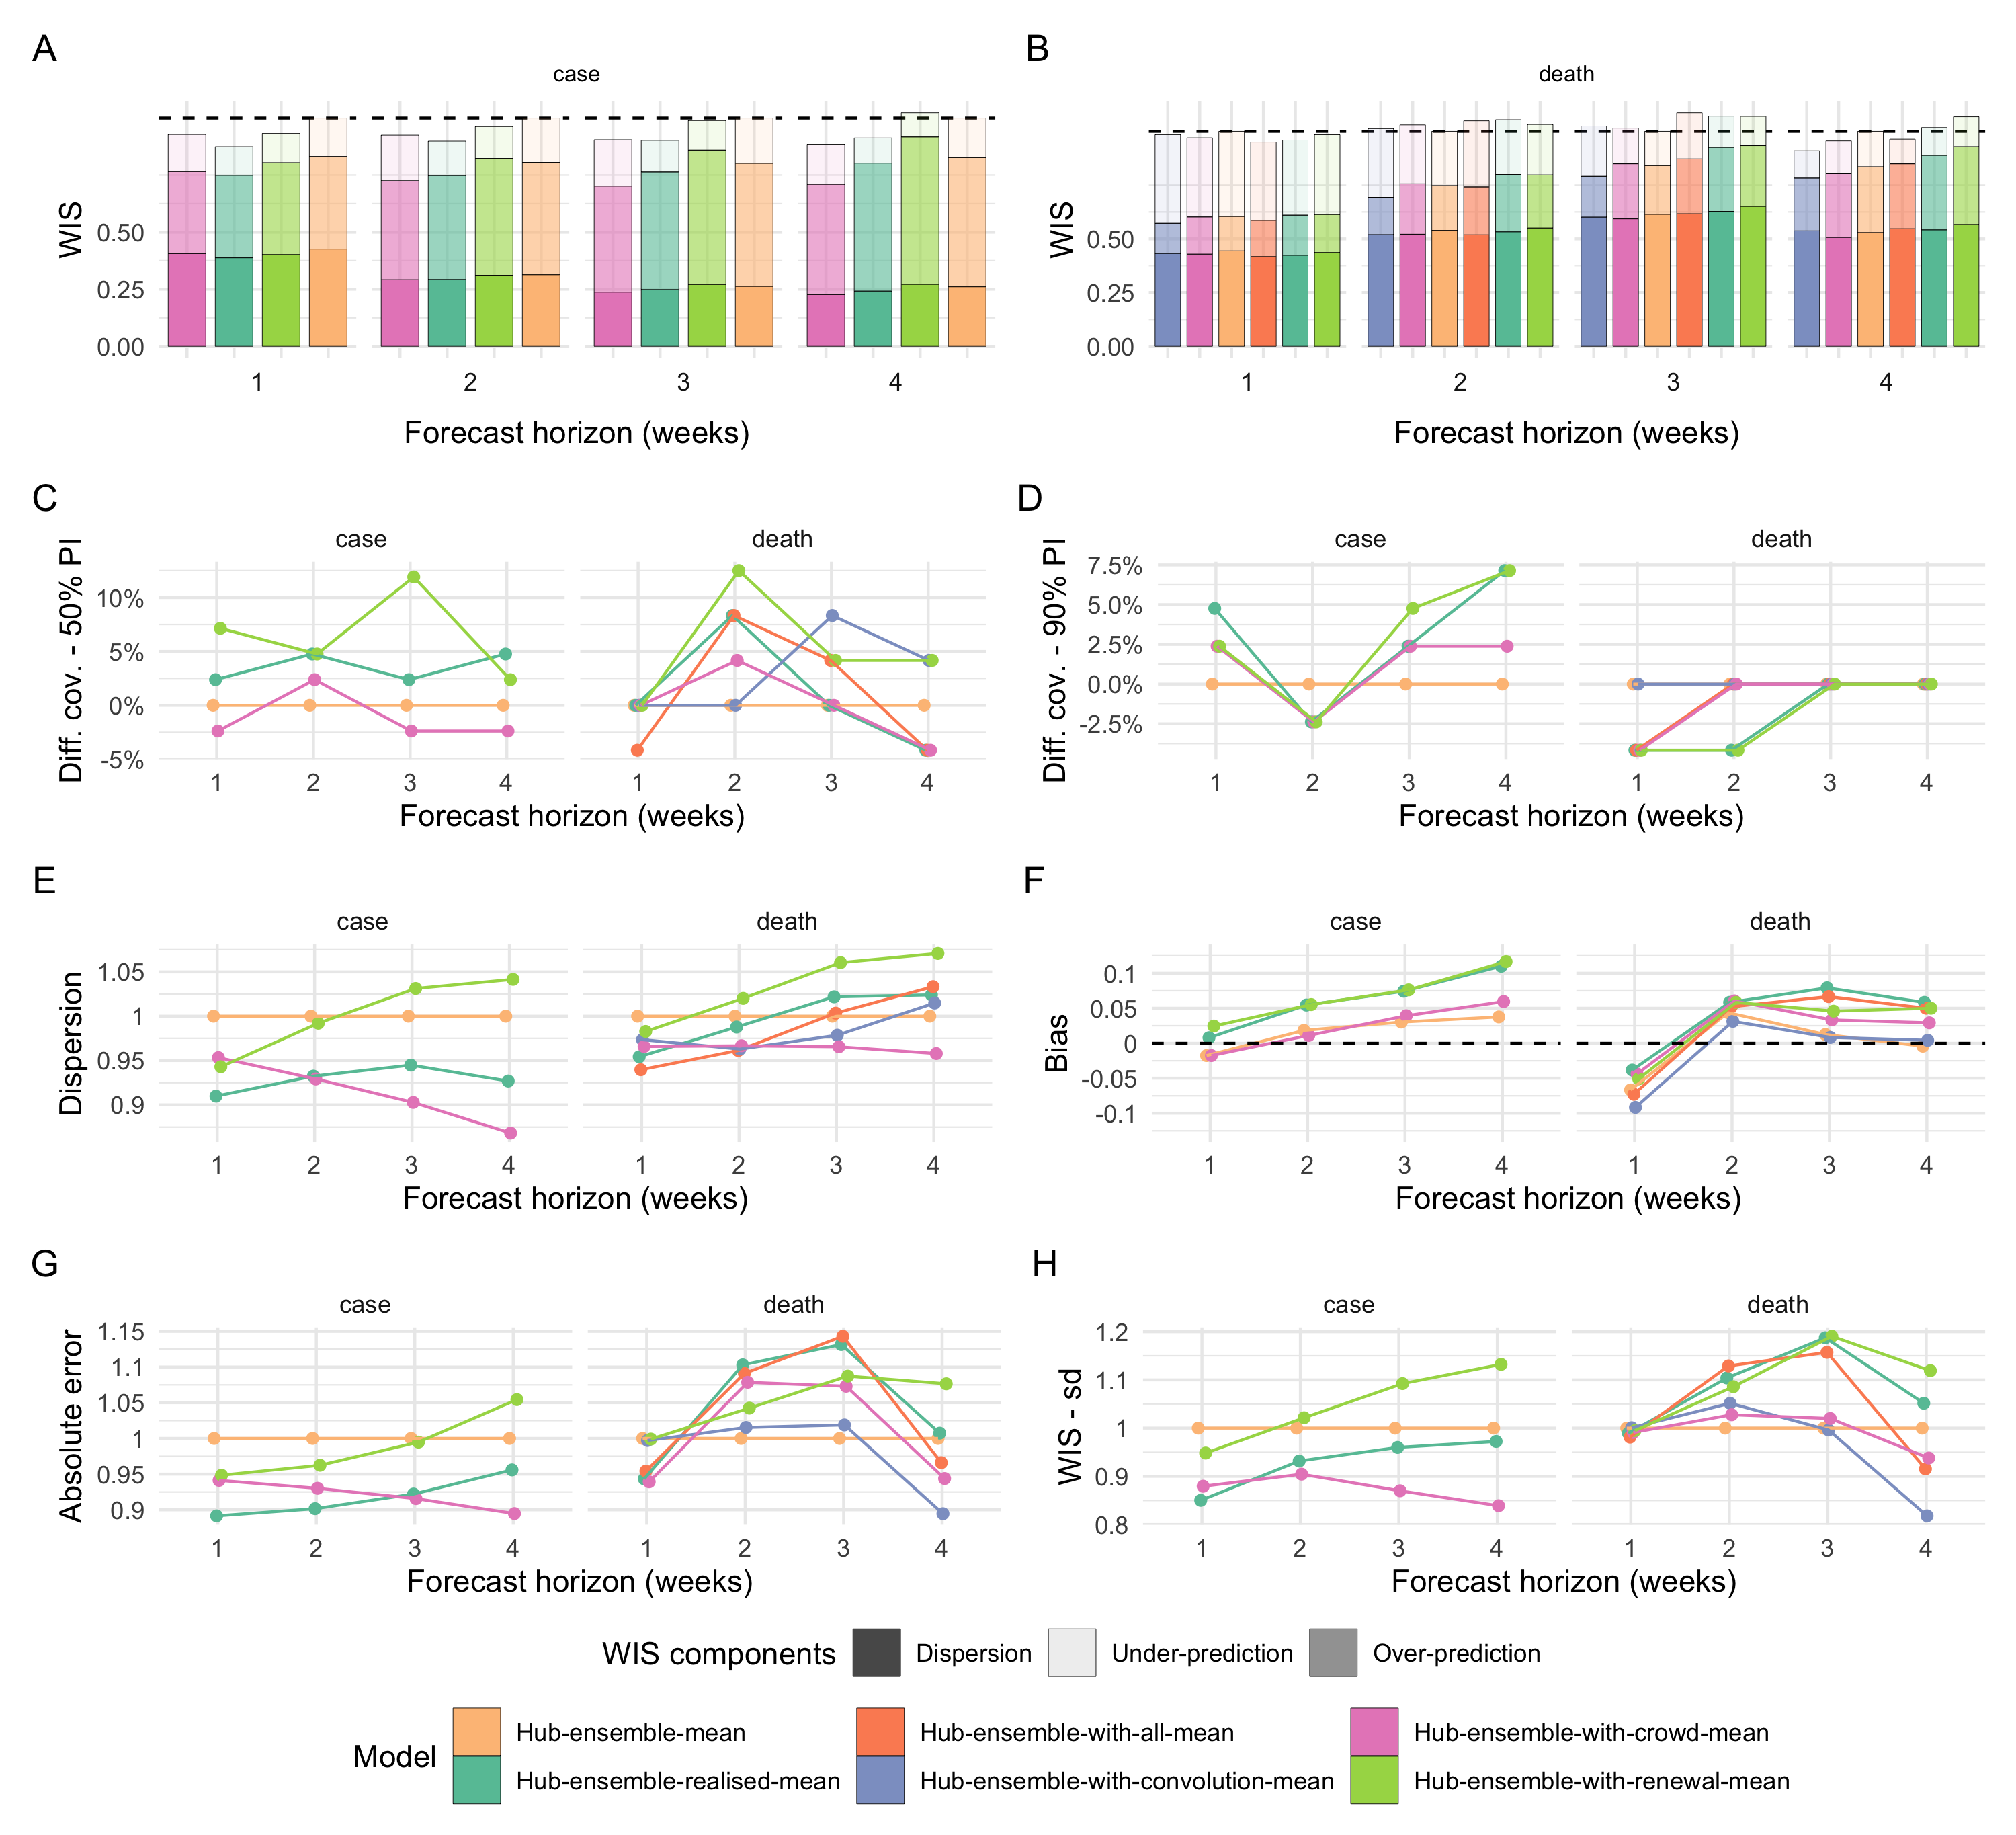 A
B
case
death
WIS
0.50
0.25
0.00
1 2 3 4
Forecast horizon (weeks)
WIS
0.50
0.25
0.00
1 2 3 4
Forecast horizon (weeks)
C
D
case death
Diff. cov. - 50% PI
10%
5%
0%
-5%
1 2 3 4 1 2 3 4
Forecast horizon (weeks)
case death
Diff. cov. - 90% PI
7.5%
5.0%
2.5%
0.0%
-2.5%
1 2 3 4 1 2 3 4
Forecast horizon (weeks)
E
F
case death
Dispersion
1.05
1
0.95
0.9
1 2 3 4 1 2 3 4
Forecast horizon (weeks)
case death
Bias
0.1
0.05
0
-0.05
-0.1
1 2 3 4 1 2 3 4
Forecast horizon (weeks)
G
H
case death
Absolute error
1.15
1.1
1.05
1
0.95
0.9
1 2 3 4 1 2 3 4
Forecast horizon (weeks)
case death
WIS - sd
1.2
1.1
1
0.9
0.8
1 2 3 4 1 2 3 4
Forecast horizon (weeks)
WIS components Dispersion Under-prediction Over-prediction
Model
Hub-ensemble-mean Hub-ensemble-with-all-mean Hub-ensemble-with-crowd-mean
Hub-ensemble-realised-mean Hub-ensemble-with-convolution-mean Hub-ensemble-with-renewal-mean